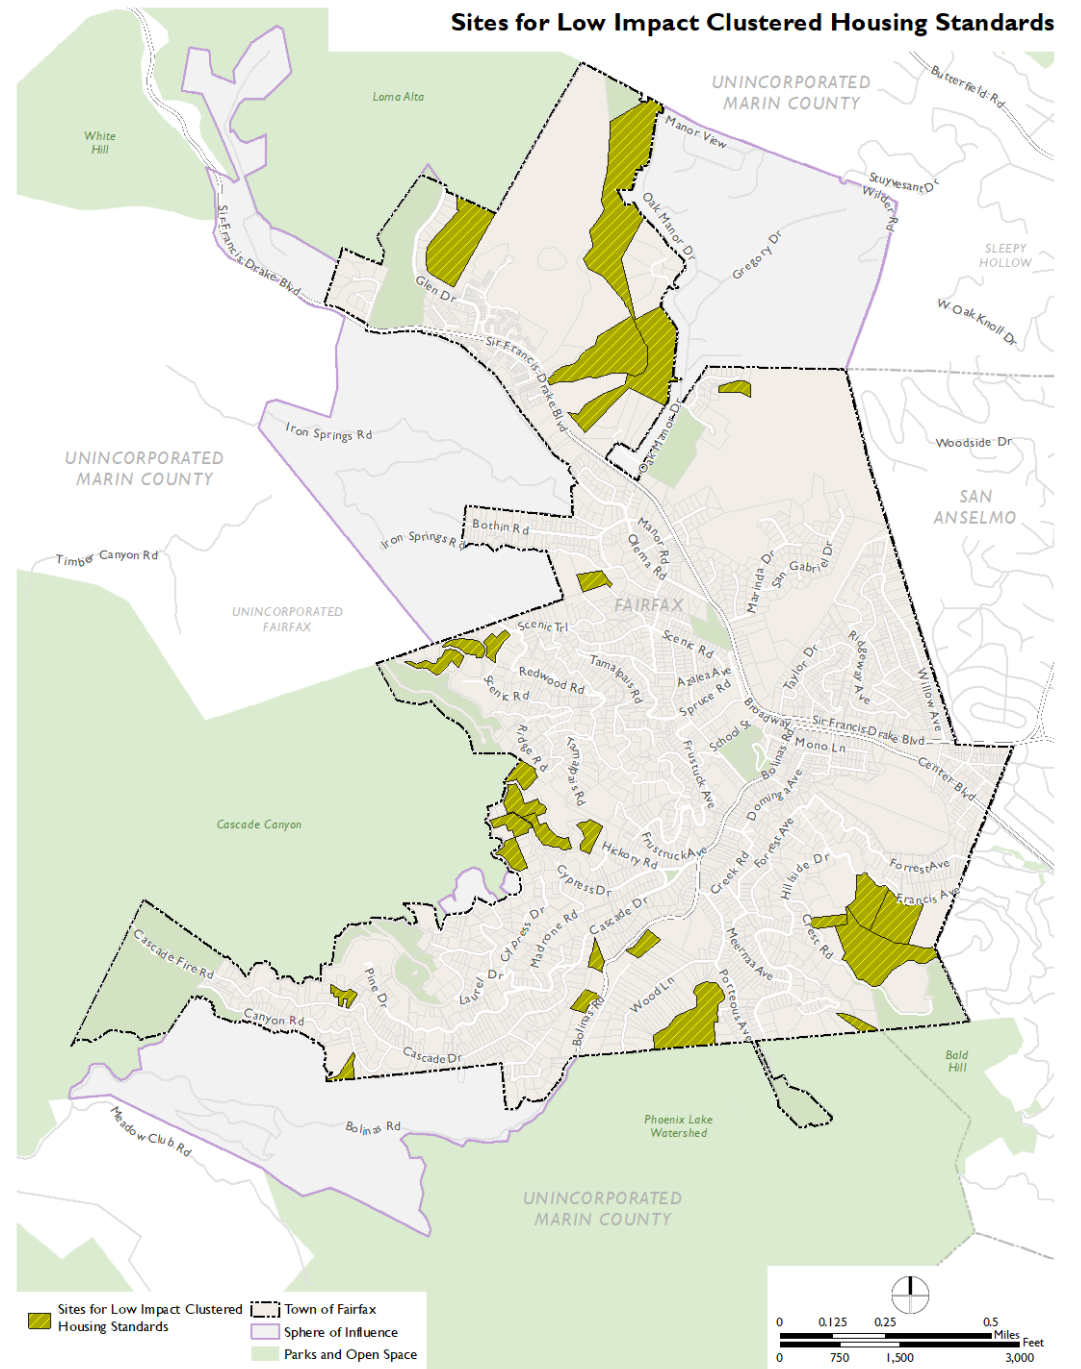 Sites for Low Impact Clustered Housing Standards
UNINCORPORATED
MARIN COUNTY
Butterfield Rd
Loma Alta
White
Hill
Manor View
Stuyvesant Dr
Wilder Rd
Sir Francis Drake Blvd
Oak Manor Dr
Gregory Dr
SLEEPY
HOLLOW
Glen Dr
W Oak Knoll Dr
Sir Francis Drake Blvd
Oak Manor Dr
Iron Springs Rd
Woodside Dr
UNINCORPORATED
MARIN COUNTY
SAN
ANSELMO
Bothin Rd
Iron Springs Rd
Manor Rd
Olema Rd
Timber Canyon Rd
Marinda Dr
San Gabriel Dr
UNINCORPORATED
FAIRFAX
FAIRFAX
Scenic Trl
Scenic Rd
Ridgeway Ave
Taylor Dr
Tamalpais Rd
Redwood Rd
Azalea Ave
Scenic Rd
Spruce Rd
Willow Ave
Broadway
Sir Francis Drake Blvd
School St
Ridge Rd
Tamalpais Rd
Bolinas Rd
Mono Ln
Center Blvd
Frustuck Ave
Dominga Ave
Cascade Canyon
Forrest Ave
Hickory Rd
FrustruckAve
Creek Rd
Hillside Dr
Forrest Ave
Francis Ave
Cypress Dr
Cascade Dr
Crest Rd
Cypress Dr
Madrone Rd
Meernaa Ave
Cascade Fire Rd
Pine Dr
Laurel Dr
Wood Ln
Porteous Ave
Canyon Rd
Bolinas Rd
Cascade Dr
Bald
Hill
Meadow Club Rd
Bolinas Rd
Phoenix Lake
Watershed
UNINCORPORATED
MARIN COUNTY
Sites for Low Impact Clustered
Housing Standards
Town of Fairfax
Sphere of Influence
Parks and Open Space
0 0.125 0.25 0.5
Miles
Feet
0 750 1,500 3,000